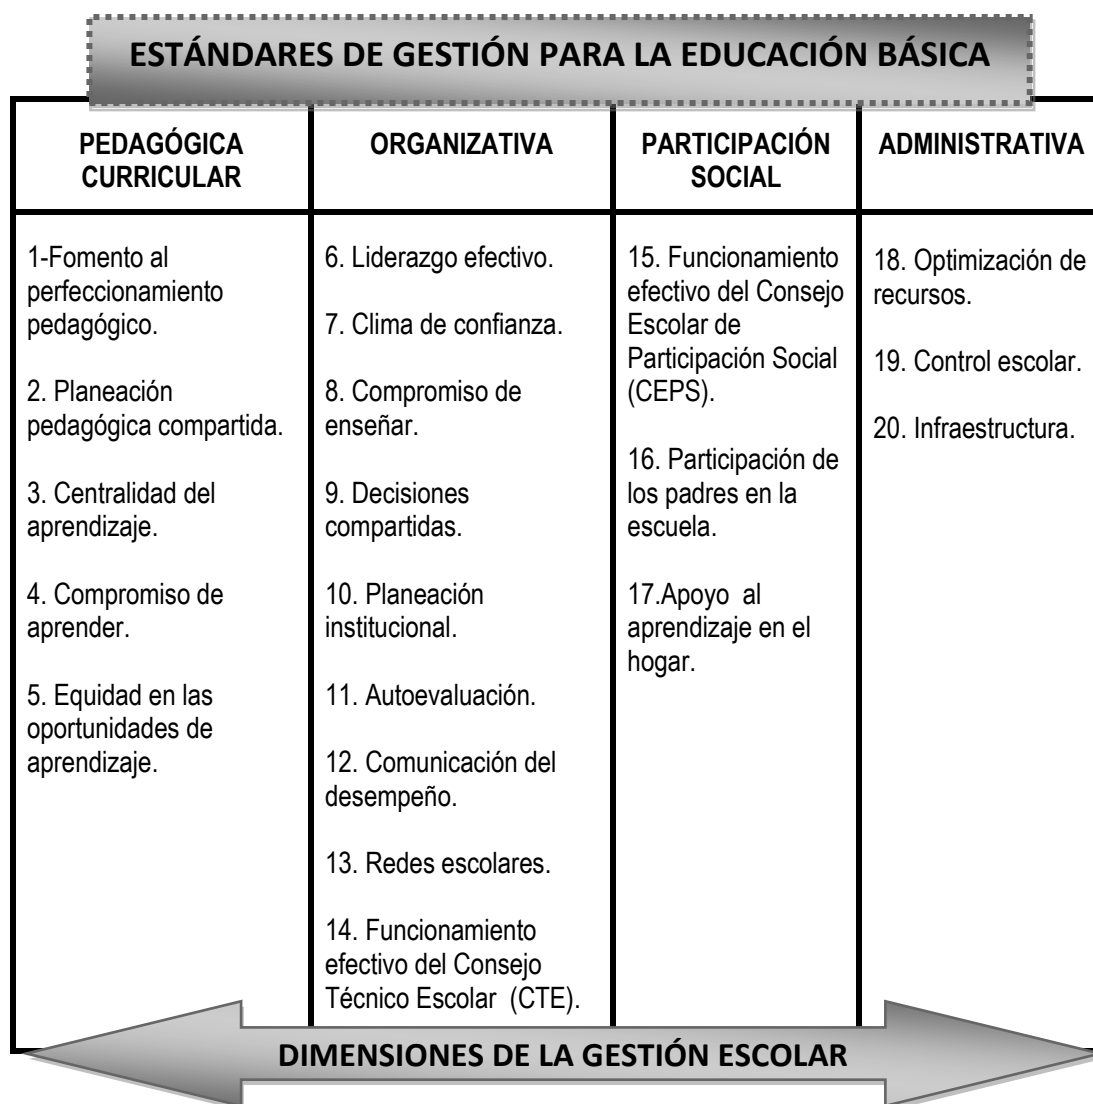 ESTÁNDARES DE GESTIÓN PARA LA EDUCACIÓN BÁSICA
PEDAGÓGICA
CURRICULAR
ORGANIZATIVA
PARTICIPACIÓN
SOCIAL
ADMINISTRATIVA
1-Fomento al
perfeccionamiento
pedagógico.
2. Planeación
pedagógica compartida.
3. Centralidad del
aprendizaje.
4. Compromiso de
aprender.
5. Equidad en las
oportunidades de
aprendizaje.
6. Liderazgo efectivo.
7. Clima de confianza.
8. Compromiso de
enseñar.
9. Decisiones
compartidas.
10. Planeación
institucional.
11. Autoevaluación.
12. Comunicación del
desempeño.
13. Redes escolares.
14. Funcionamiento
efectivo del Consejo
Técnico Escolar (CTE).
15. Funcionamiento
efectivo del Consejo
Escolar de
Participación Social
(CEPS).
16. Participación de
los padres en la
escuela.
17.Apoyo al
aprendizaje en el
hogar.
18. Optimización de
recursos.
19. Control escolar.
20. Infraestructura.
DIMENSIONES DE LA GESTIÓN ESCOLAR